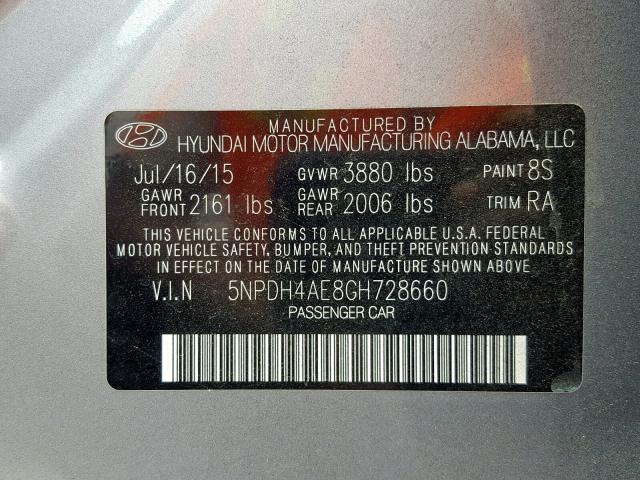 MANUFACTURED BY
HYUNDAI MOTOR MANUFACTURING ALABAMA, LLC
Jul/16/15 GVWR 3880 lbs PAINT 8S
GAWR FRONT 2161 lbs GAWR REAR 2006 lbs TRIM RA
THIS VEHICLE CONFORMS TO ALL APPLICABLE U.S.A. FEDERAL
MOTOR VEHICLE SAFETY, BUMPER, AND THEFT PREVENTION STANDARDS
IN EFFECT ON THE DATE OF MANUFACTURE SHOWN ABOVE.
V.I.N 5NPDH4AE8GH728660
PASSENGER CAR